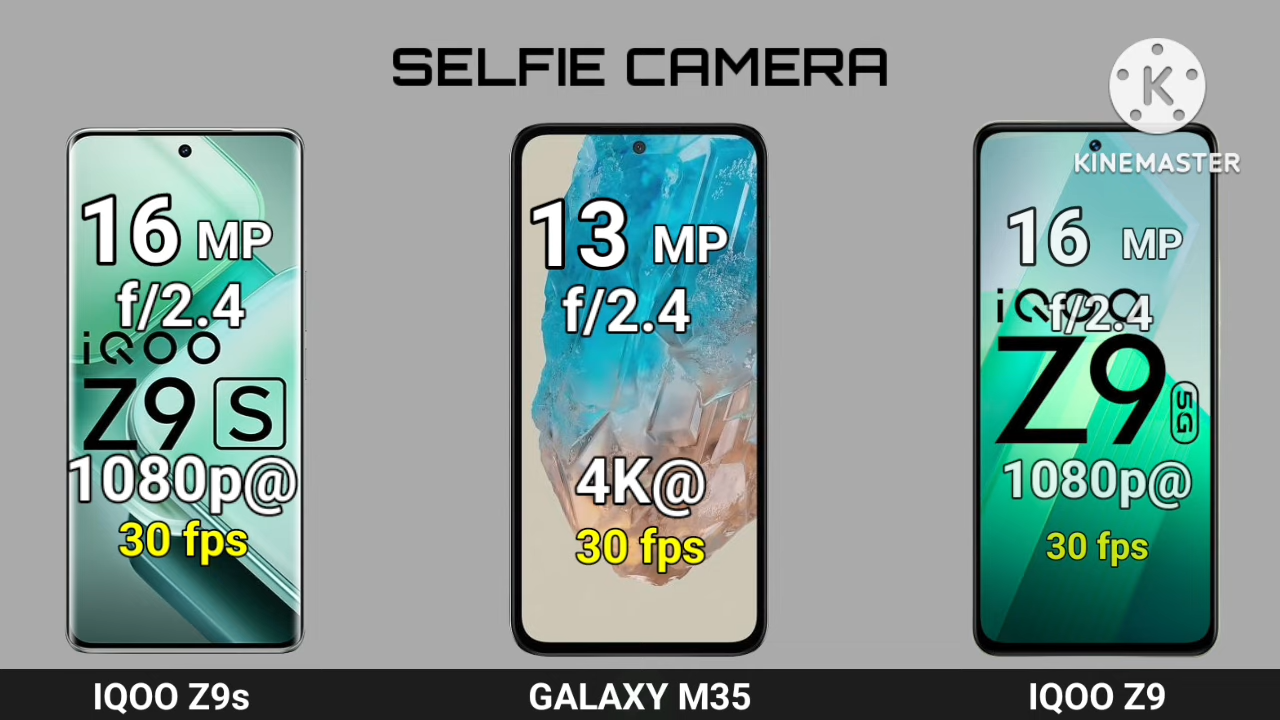 SELFIE CAMERA
K
KINEMASTER
16 MP
f/2.4
iQOO
Z9 S
1080p@
30 fps
IQOO Z9s
13 MP
f/2.4
4K@
30 fps
GALAXY M35
16 MP
iQOO
f/2.4
Z9 5G
1080p@
30 fps
IQOO Z9